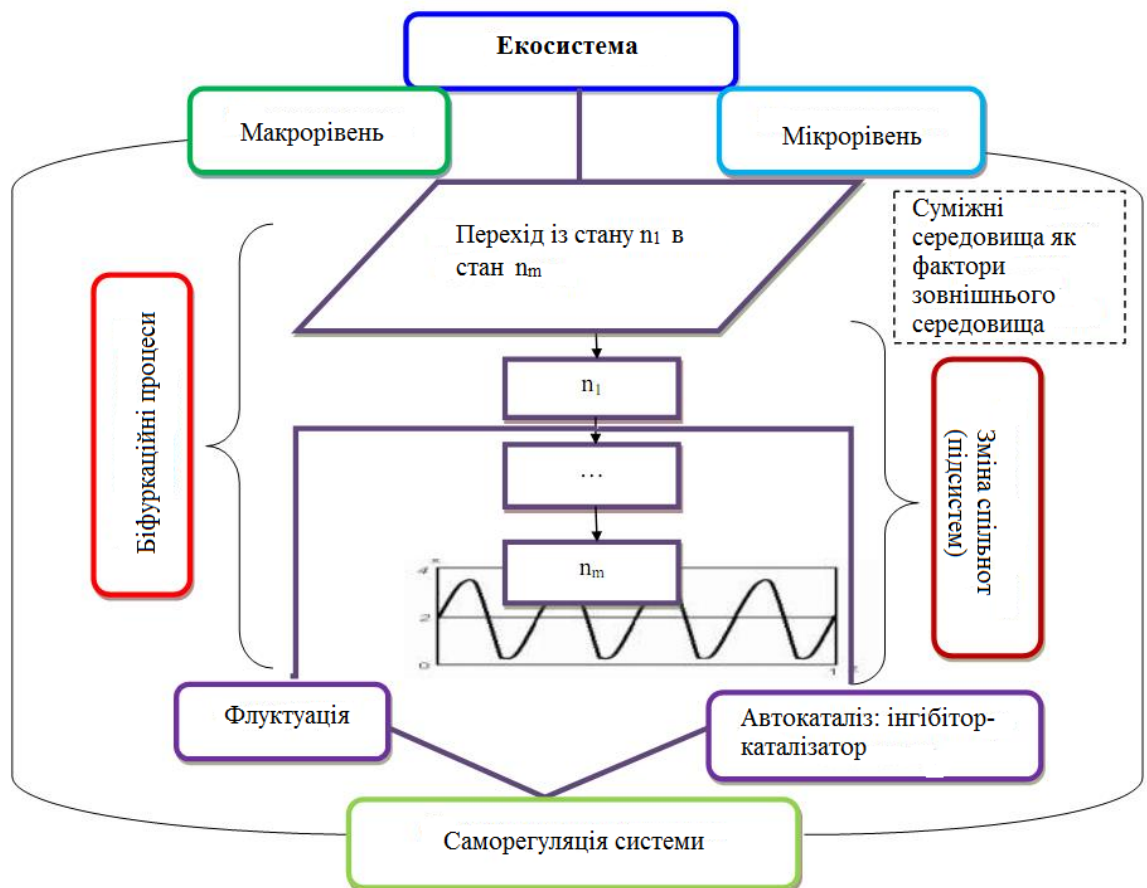 Екосистема
Макрорівень
Мікрорівень
Перехід із стану n₁ в
стан nₘ
Суміжні
середовища як
фактори
зовнішнього
середовища
Біфуркаційні процеси
n₁
...
nₘ
4
2
0
1
Зміна спільнот
(підсистем)
Флуктуація
Автокаталіз: інгібітор-
каталізатор
Саморегуляція системи